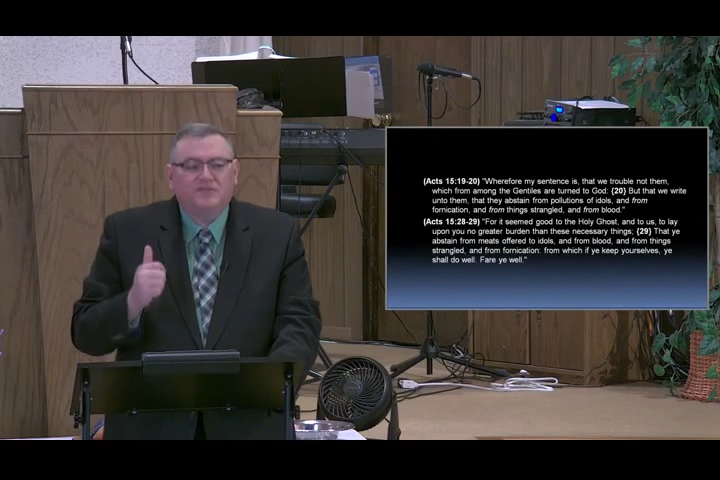 (Acts 15:19-20) "Wherefore my sentence is, that we trouble not them,
which from among the Gentiles are turned to God: {20} But that we write
unto them, that they abstain from pollutions of idols, and from
fornication, and from things strangled, and from blood."
(Acts 15:28-29) "For it seemed good to the Holy Ghost, and to us, to lay
upon you no greater burden than these necessary things; {29} That ye
abstain from meats offered to idols, and from blood, and from things
strangled, and from fornication: from which if ye keep yourselves, ye
shall do well. Fare ye well."